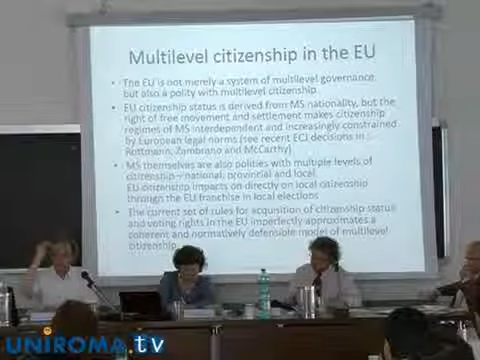 Multilevel citizenship in the EU
• The EU is not merely a system of multilevel governance
but also a polity with multilevel citizenship.
• EU citizenship status is derived from MS nationality, but the
right of free movement and settlement makes citizenship
regimes of MS interdependent and increasingly constrained
by European legal norms (see recent ECJ decisions in
Rottmann, Zambrano and McCarthy)
• MS themselves are also polities with multiple levels of
citizenship – national, provincial and local
EU citizenship impacts on directly on local citizenship
through the EU franchise in local elections
• The current set of rules for acquisition of citizenship status
and voting rights in the EU imperfectly approximates a
coherent and normatively defensible model of multilevel
citizenship
UNIROMA.tv